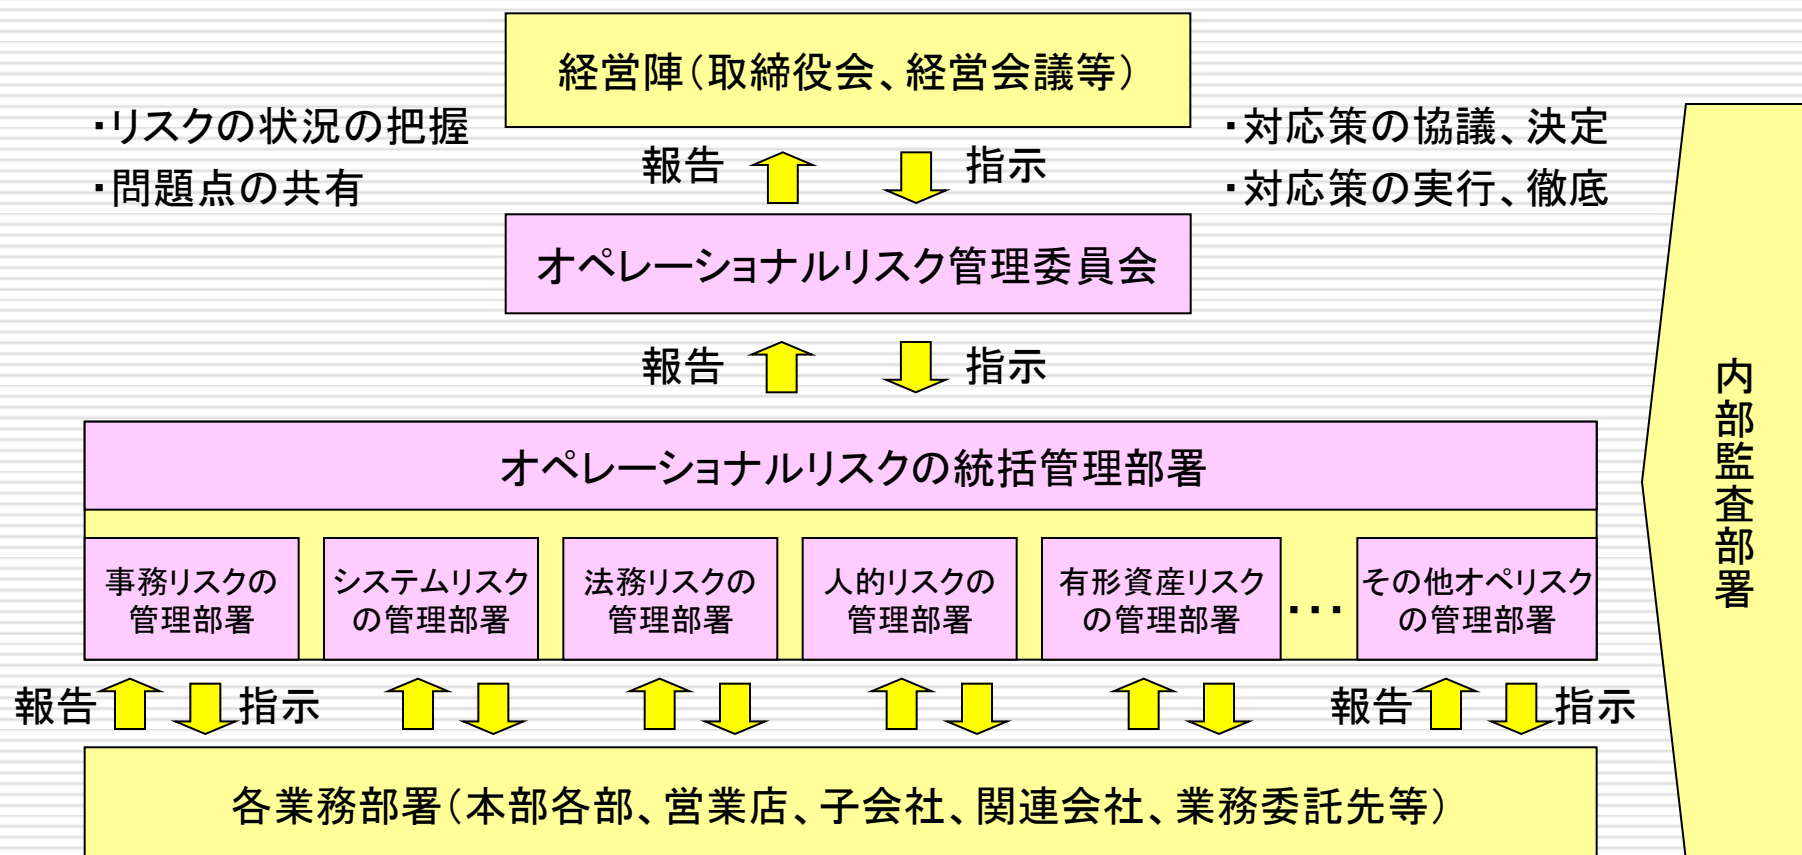 経営陣(取締役会、経営会議等)
・リスクの状況の把握
・問題点の共有
・対応策の協議、決定
・対応策の実行、徹底
報告
指示
オペレーショナルリスク管理委員会
報告
指示
オペレーショナルリスクの統括管理部署
事務リスクの
管理部署
システムリスク
の管理部署
法務リスクの
管理部署
人的リスクの
管理部署
有形資産リスク
の管理部署
・・・
その他オペリスク
の管理部署
報告
指示
報告
指示
各業務部署(本部各部、営業店、子会社、関連会社、業務委託先等)
内部監査部署